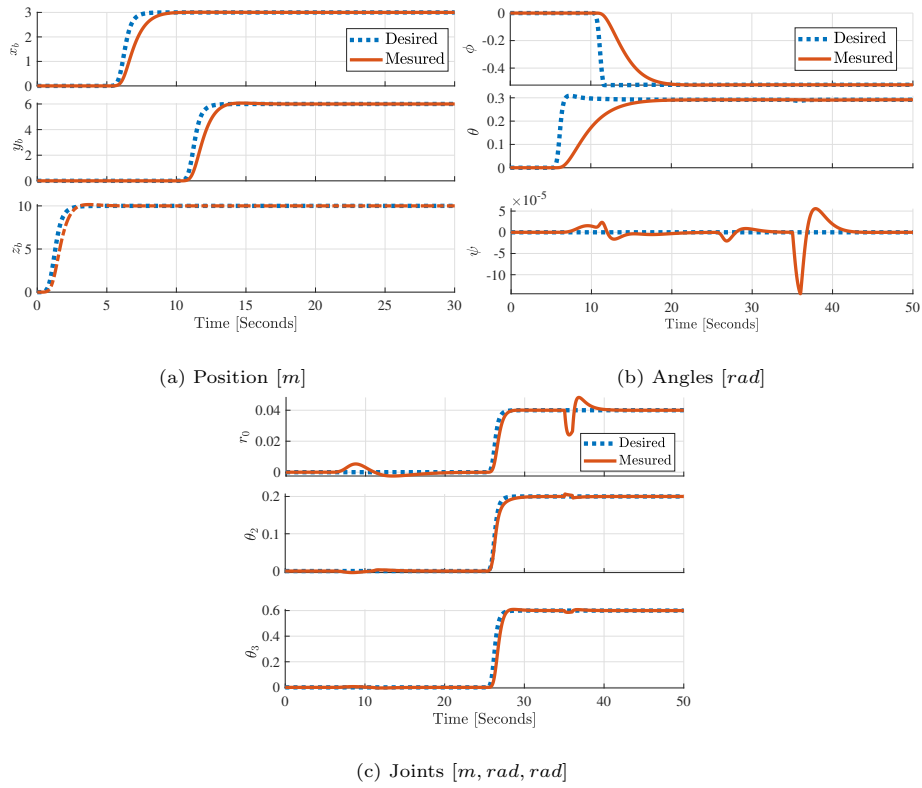 3
2
1
0
x_b
Desired
Mesured
6
4
2
0
y_b
10
5
0
z_b
0 5 10 15 20 25 30
Time [Seconds]
(a) Position [m]
0
-0.2
-0.4
ϕ
Desired
Mesured
0.3
0.2
0.1
0
θ
×10⁻⁵
5
0
-5
-10
ψ
0 10 20 30 40 50
Time [Seconds]
(b) Angles [rad]
0.04
0.02
0
r_0
Desired
Mesured
0.2
0.1
0
θ_2
0.6
0.4
0.2
0
θ_3
0 10 20 30 40 50
Time [Seconds]
(c) Joints [m, rad, rad]